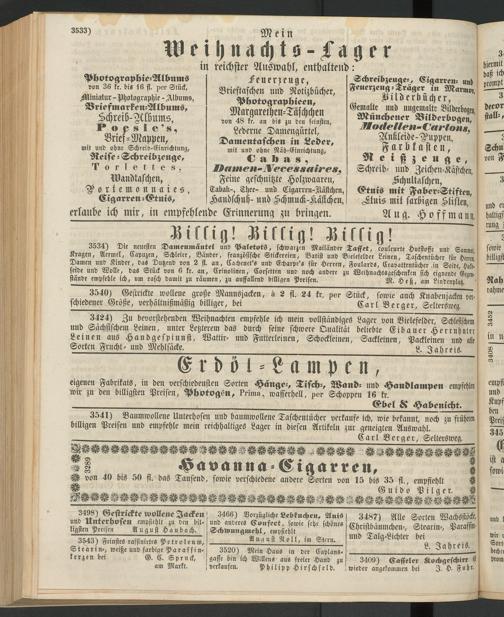 3533)
Mein
Weihnachts-Lager
in reichster Auswahl, enthaltend:
Photographie-Albums
von 36 kr. bis 16 fl. per Stück,
Miniatur-Photographie-Albums,
Briefmarken-Albums,
Schreib-Albums,
Poesie's,
Brief-Mappen,
mit und ohne Schreib-Einrichtung,
Reise-Schreibzeuge,
Toilettes,
Wandtaschen,
Portemonnaies,
Cigarren-Etuis,
Feuerzeuge,
Brieftaschen und Notizbücher,
Photographieen,
Margarethen-Täschchen
von 48 kr. an bis zu den feinsten,
Lederne Damengürtel,
Damentaschen in Leder,
mit und ohne Näh-Einrichtung,
Cabas,
Damen-Necessaires,
Feine geschnitzte Holzwaaren,
Tabak-, Thee- und Cigarren-Kästchen,
Handschuh- und Schmuck-Kästchen,
Schreibzeuge, Cigarren- und
Feuerzeug-Träger in Marmor,
Bilderbücher,
Gemalte und ungemalte Bilderbogen,
Münchener Bilderbogen,
Modellen-Cartons,
Ankleide-Puppen,
Farbkasten,
Reißzeuge,
Schreib- und Zeichen-Kästchen,
Schultaschen,
Etuis mit Faber-Stiften,
Etuis mit farbigen Stiften,
erlaube ich mir, in empfehlende Erinnerung zu bringen.
Aug. Hoffmann.
Billig! Billig! Billig!
3534) Die neuesten Damenmäntel und Paletots, schwarzen Mailänder Taffet, couleurte Hutstoffe und Sammt,
Kragen, Aermel, Capuzen, Schleier, Bänder, französische Stickereien, Batist und Bielefelder Leinen, Taschentücher für Herren,
Damen und Kinder, das Dutzend von 2 fl. an, Cachenez's und Charpe's für Herren, Foulards, Cravattentücher in Seide, Halb-
seide und Wolle, das Stück von 6 kr. an, Crinolinen, Corsetten und noch andere zu Weihnachtsgeschenken sich eignende Gegen-
stände empfehle ich, um rasch damit zu räumen, zu auffallend billigen Preisen.
M. Heß, am Lindenplatz.
3540) Gestrickte wollene große Mannsjacken, à 2 fl. 24 kr. per Stück, sowie auch Knabenjacken ver-
schiedener Größe, verhältnißmäßig billiger, bei
Carl Berger, Seltersweg.
3424) Zu bevorstehenden Weihnachten empfehle ich mein vollständiges Lager von Bielefelder, Schlesischen
und Sächsischen Leinen, unter Letzterem das durch seine schwere Qualität beliebte Eibauer Herrnhuter
Leinen aus Handgespinnst, Wattir- und Futterleinen, Schockleinen, Sackleinen, Packleinen und alle
Sorten Frucht- und Mehlsäcke.
L. Jahreis.
Erdöl-Lampen,
eigenen Fabrikats, in den verschiedensten Sorten Hänge-, Tisch-, Wand- und Handlampen empfehlen
wir zu den billigsten Preisen, Photogen, Prima, wasserhell, per Schoppen 16 kr.
Ebel & Habenicht.
3541) Baumwollene Unterhosen und baumwollene Taschentücher verkaufe ich, wie bekannt, noch zu früheren
billigen Preisen und empfehle mein reichhaltiges Lager in diesen Artikeln zur geneigten Auswahl.
Carl Berger, Seltersweg.
3289
Havanna-Cigarren,
von 40 bis 50 fl. das Tausend, sowie verschiedene andere Sorten von 15 bis 35 fl., empfiehlt
Guido Pilger.
3498) Gestrickte wollene Jacken
und Unterhosen empfiehlt zu den bil-
ligsten Preisen
August Haubach.
3543) Feinstes raffinirtes Petroleum,
Stearin-, weiße und farbige Paraffin-
kerzen bei
G. C. Spruck,
am Markt.
3466) Vorzügliche Lebkuchen, Anis
und anderes Confect, sowie sehr schönes
Schwungmehl, empfiehlt
August Noll, im Stern.
3520) Mein Haus in der Caplans-
gasse bin ich Willens aus freier Hand zu
verkaufen.
Philipp Hirschfeld.
3487) Alle Sorten Wachsstöcke,
Christbäumchen-, Stearin-, Paraffin-
und Talg-Lichter bei
L. Jahreis.
3409) Casseler Kochgeschirr ist
wieder angekommen bei
J. H. Fuhr.